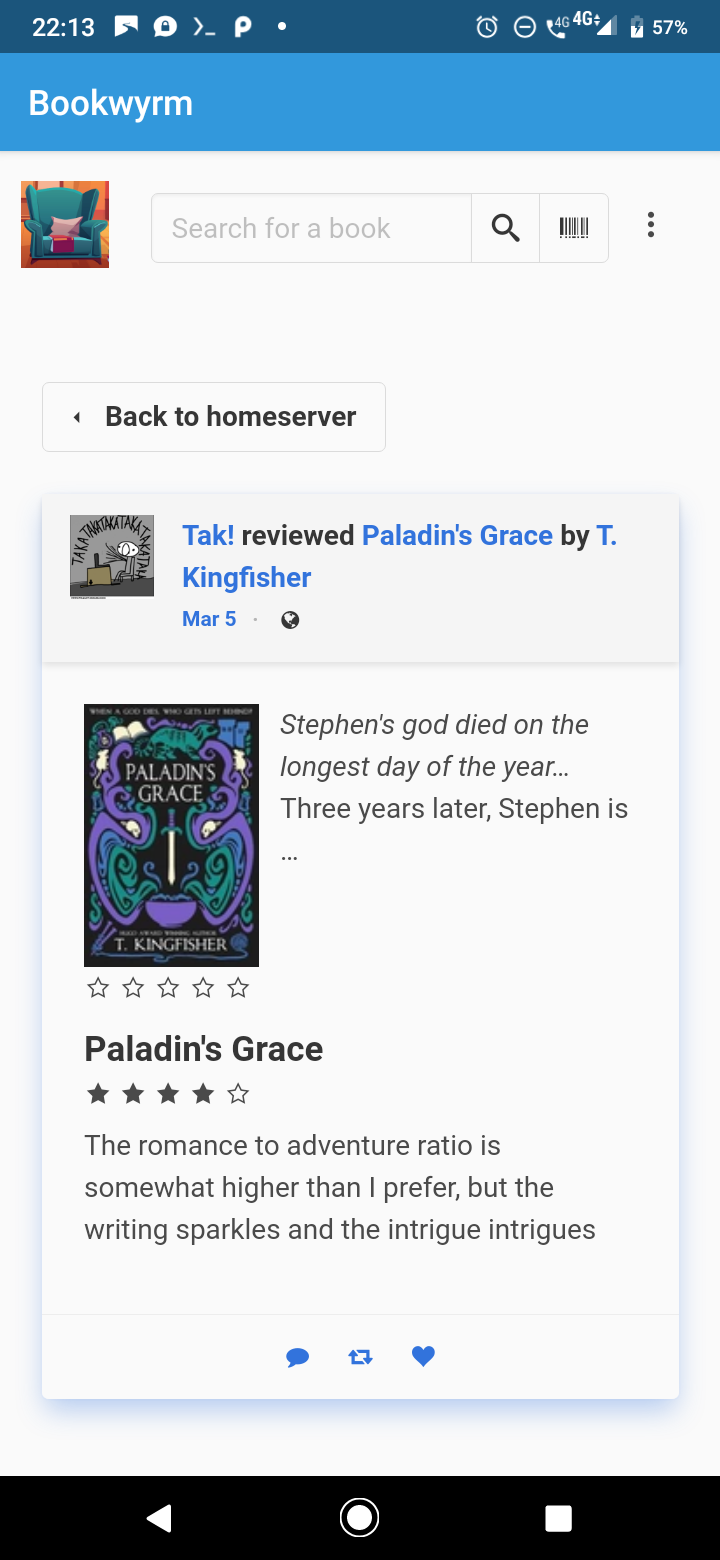 22:13
4G 4G 57%
Bookwyrm
Search for a book
Back to homeserver
Tak! reviewed Paladin's Grace by T.
Kingfisher
Mar 5 ·
WHEN A GOD DIES, WHO GETS LEFT BEHIND?
PALADIN'S
GRACE
HUGO AWARD WINNING AUTHOR
T. KINGFISHER
Stephen's god died on the
longest day of the year…
Three years later, Stephen is
…
Paladin's Grace
The romance to adventure ratio is
somewhat higher than I prefer, but the
writing sparkles and the intrigue intrigues